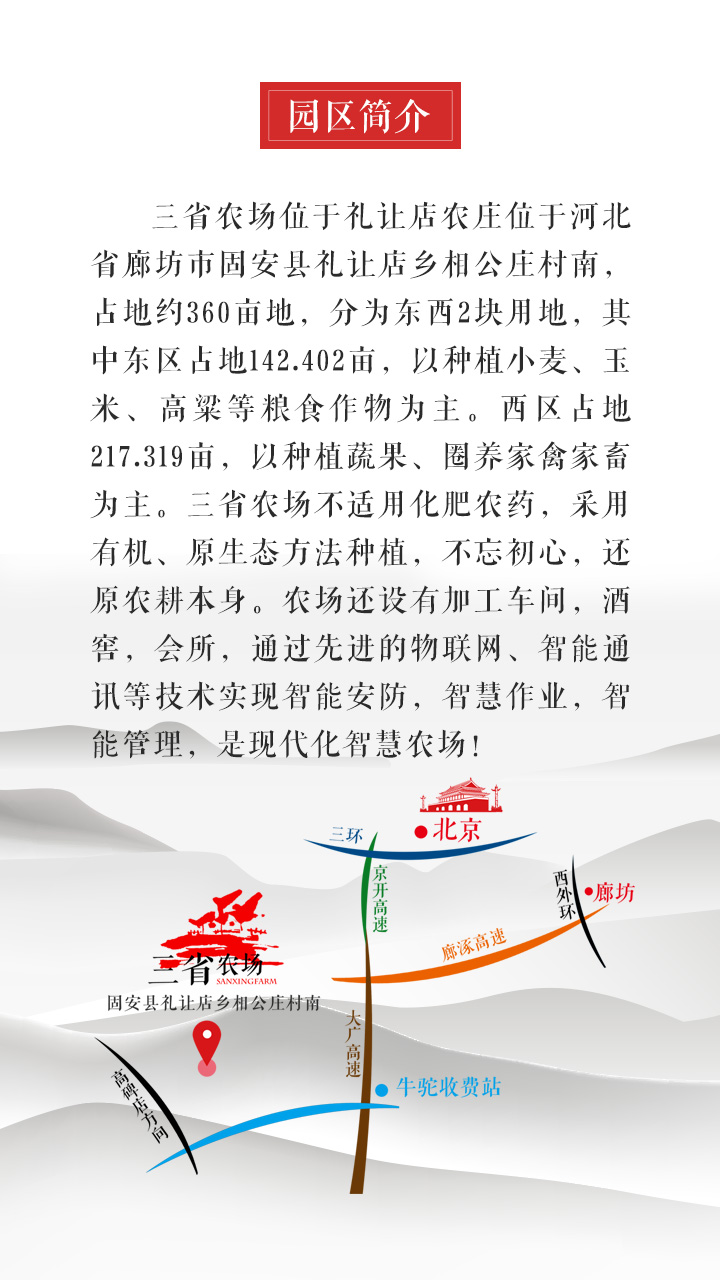 园区简介
三省农场位于礼让店农庄位于河北
省廊坊市固安县礼让店乡相公庄村南，
占地约360亩地，分为东西2块用地，其
中东区占地142.402亩，以种植小麦、玉
米、高粱等粮食作物为主。西区占地
217.319亩，以种植蔬果、圈养家禽家畜
为主。三省农场不适用化肥农药，采用
有机、原生态方法种植，不忘初心，还
原农耕本身。农场还设有加工车间，酒
窖，会所，通过先进的物联网、智能通
讯等技术实现智能安防，智慧作业，智
能管理，是现代化智慧农场！
三环
北京
京开高速
西外环
廊坊
廊涿高速
三省农场
SANXINGFARM
固安县礼让店乡相公庄村南
大广高速
高碑店方向
牛驼收费站